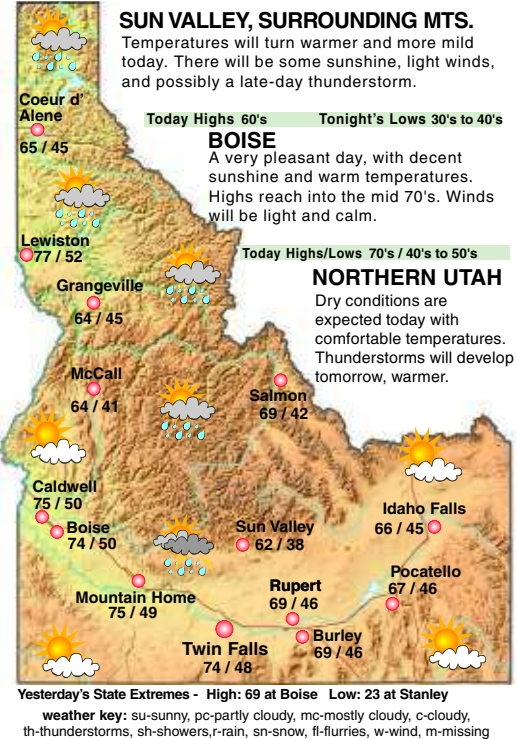 SUN VALLEY, SURROUNDING MTS.
Temperatures will turn warmer and more mild
today. There will be some sunshine, light winds,
and possibly a late-day thunderstorm.
Today Highs 60's Tonight's Lows 30's to 40's
BOISE
A very pleasant day, with decent
sunshine and warm temperatures.
Highs reach into the mid 70's. Winds
will be light and calm.
Today Highs/Lows 70's / 40's to 50's
NORTHERN UTAH
Dry conditions are
expected today with
comfortable temperatures.
Thunderstorms will develop
tomorrow, warmer.
Coeur d'
Alene
65 / 45
Lewiston
77 / 52
Grangeville
64 / 45
McCall
64 / 41
Salmon
69 / 42
Caldwell
75 / 50
Boise
74 / 50
Sun Valley
62 / 38
Idaho Falls
66 / 45
Mountain Home
75 / 49
Rupert
69 / 46
Pocatello
67 / 46
Twin Falls
74 / 48
Burley
69 / 46
Yesterday's State Extremes - High: 69 at Boise Low: 23 at Stanley
weather key: su-sunny, pc-partly cloudy, mc-mostly cloudy, c-cloudy,
th-thunderstorms, sh-showers,r-rain, sn-snow, fl-flurries, w-wind, m-missing